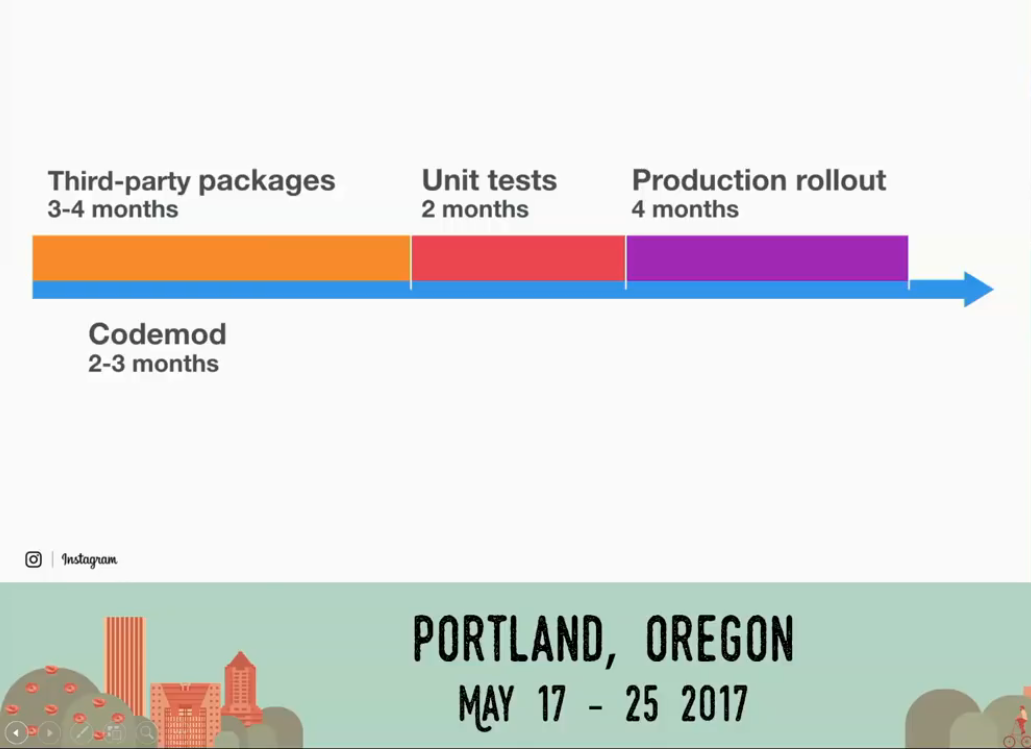 Third-party packages
3-4 months
Unit tests
2 months
Production rollout
4 months
Codemod
2-3 months
Instagram
PORTLAND, OREGON
MAY 17 - 25 2017